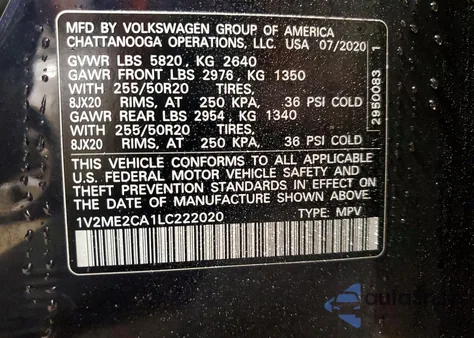 MFD BY VOLKSWAGEN GROUP OF AMERICA
CHATTANOOGA OPERATIONS, LLC. USA 07/2020
GVWR LBS 5820, KG 2640
GAWR FRONT LBS 2976, KG 1350
WITH 255/50R20 TIRES,
8JX20 RIMS, AT 250 KPA, 36 PSI COLD
GAWR REAR LBS 2954, KG 1340
WITH 255/50R20 TIRES,
8JX20 RIMS, AT 250 KPA, 36 PSI COLD
THIS VEHICLE CONFORMS TO ALL APPLICABLE
U.S. FEDERAL MOTOR VEHICLE SAFETY AND
THEFT PREVENTION STANDARDS IN EFFECT ON
THE DATE OF MANUFACTURE SHOWN ABOVE.
1V2ME2CA1LC222020 TYPE: MPV
2950083 1